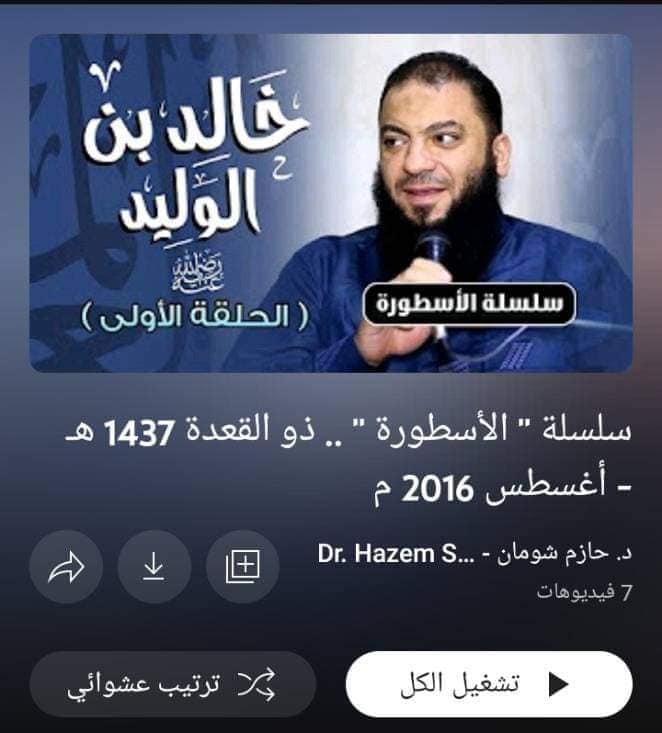 خالد بن
الوليد
رضي الله عنه
( الحلقة الأولى )
سلسلة الأسطورة
سلسلة " الأسطورة " .. ذو القعدة 1437 هـ
- أغسطس 2016 م
د. حازم شومان - Dr. Hazem S...
7 فيديوهات
تشغيل الكل
ترتيب عشوائي